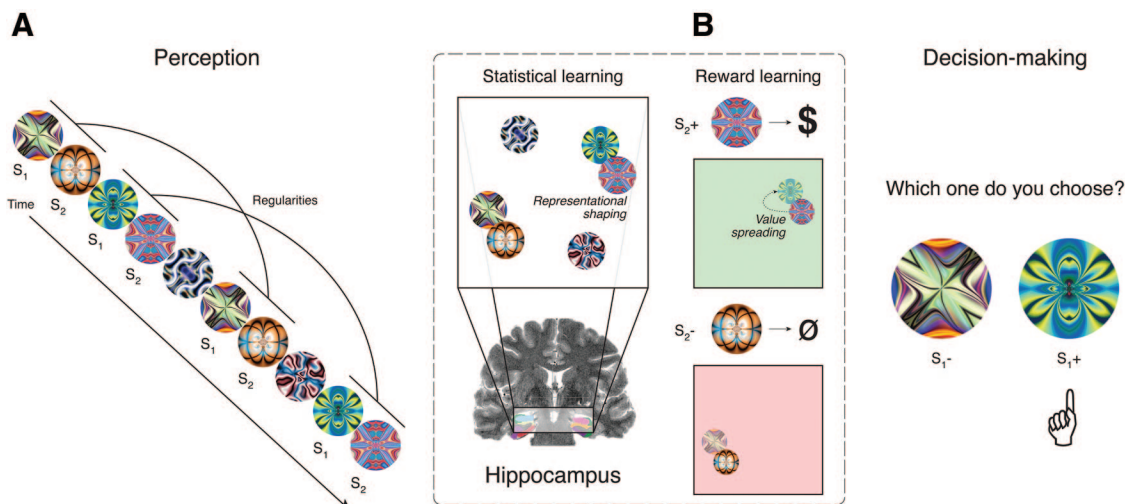 A
Perception
S1
S2
Time
S1
S2
Regularities
S1
S2
S1
S2
Statistical learning
Representational
shaping
Hippocampus
B
Reward learning
S2+
$
Value
spreading
S2-
Ø
Decision-making
Which one do you choose?
S1-
S1+